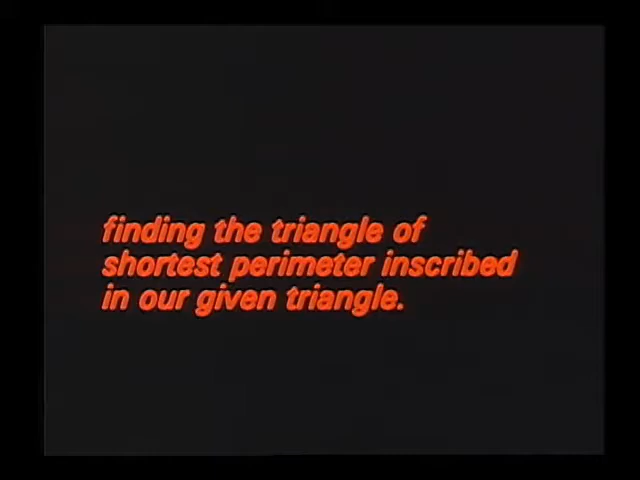 finding the triangle of
shortest perimeter inscribed
in our given triangle.